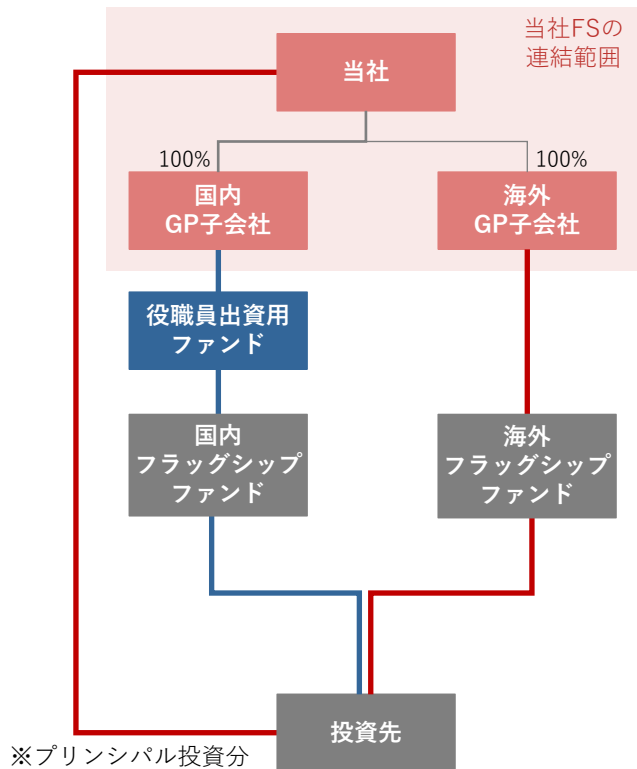 当社FSの
連結範囲
当社
100%
100%
国内
GP子会社
海外
GP子会社
役職員出資用
ファンド
国内
フラッグシップ
ファンド
海外
フラッグシップ
ファンド
投資先
※プリンシパル投資分